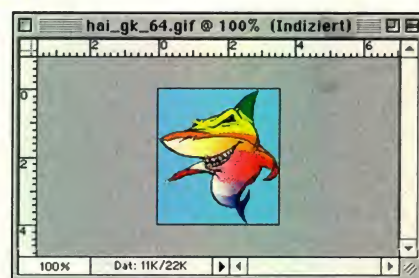 hai_gk_64.gif @ 100% (Indiziert)
2 0 2 4 6
0
2
4
100% Dat: 11K/22K